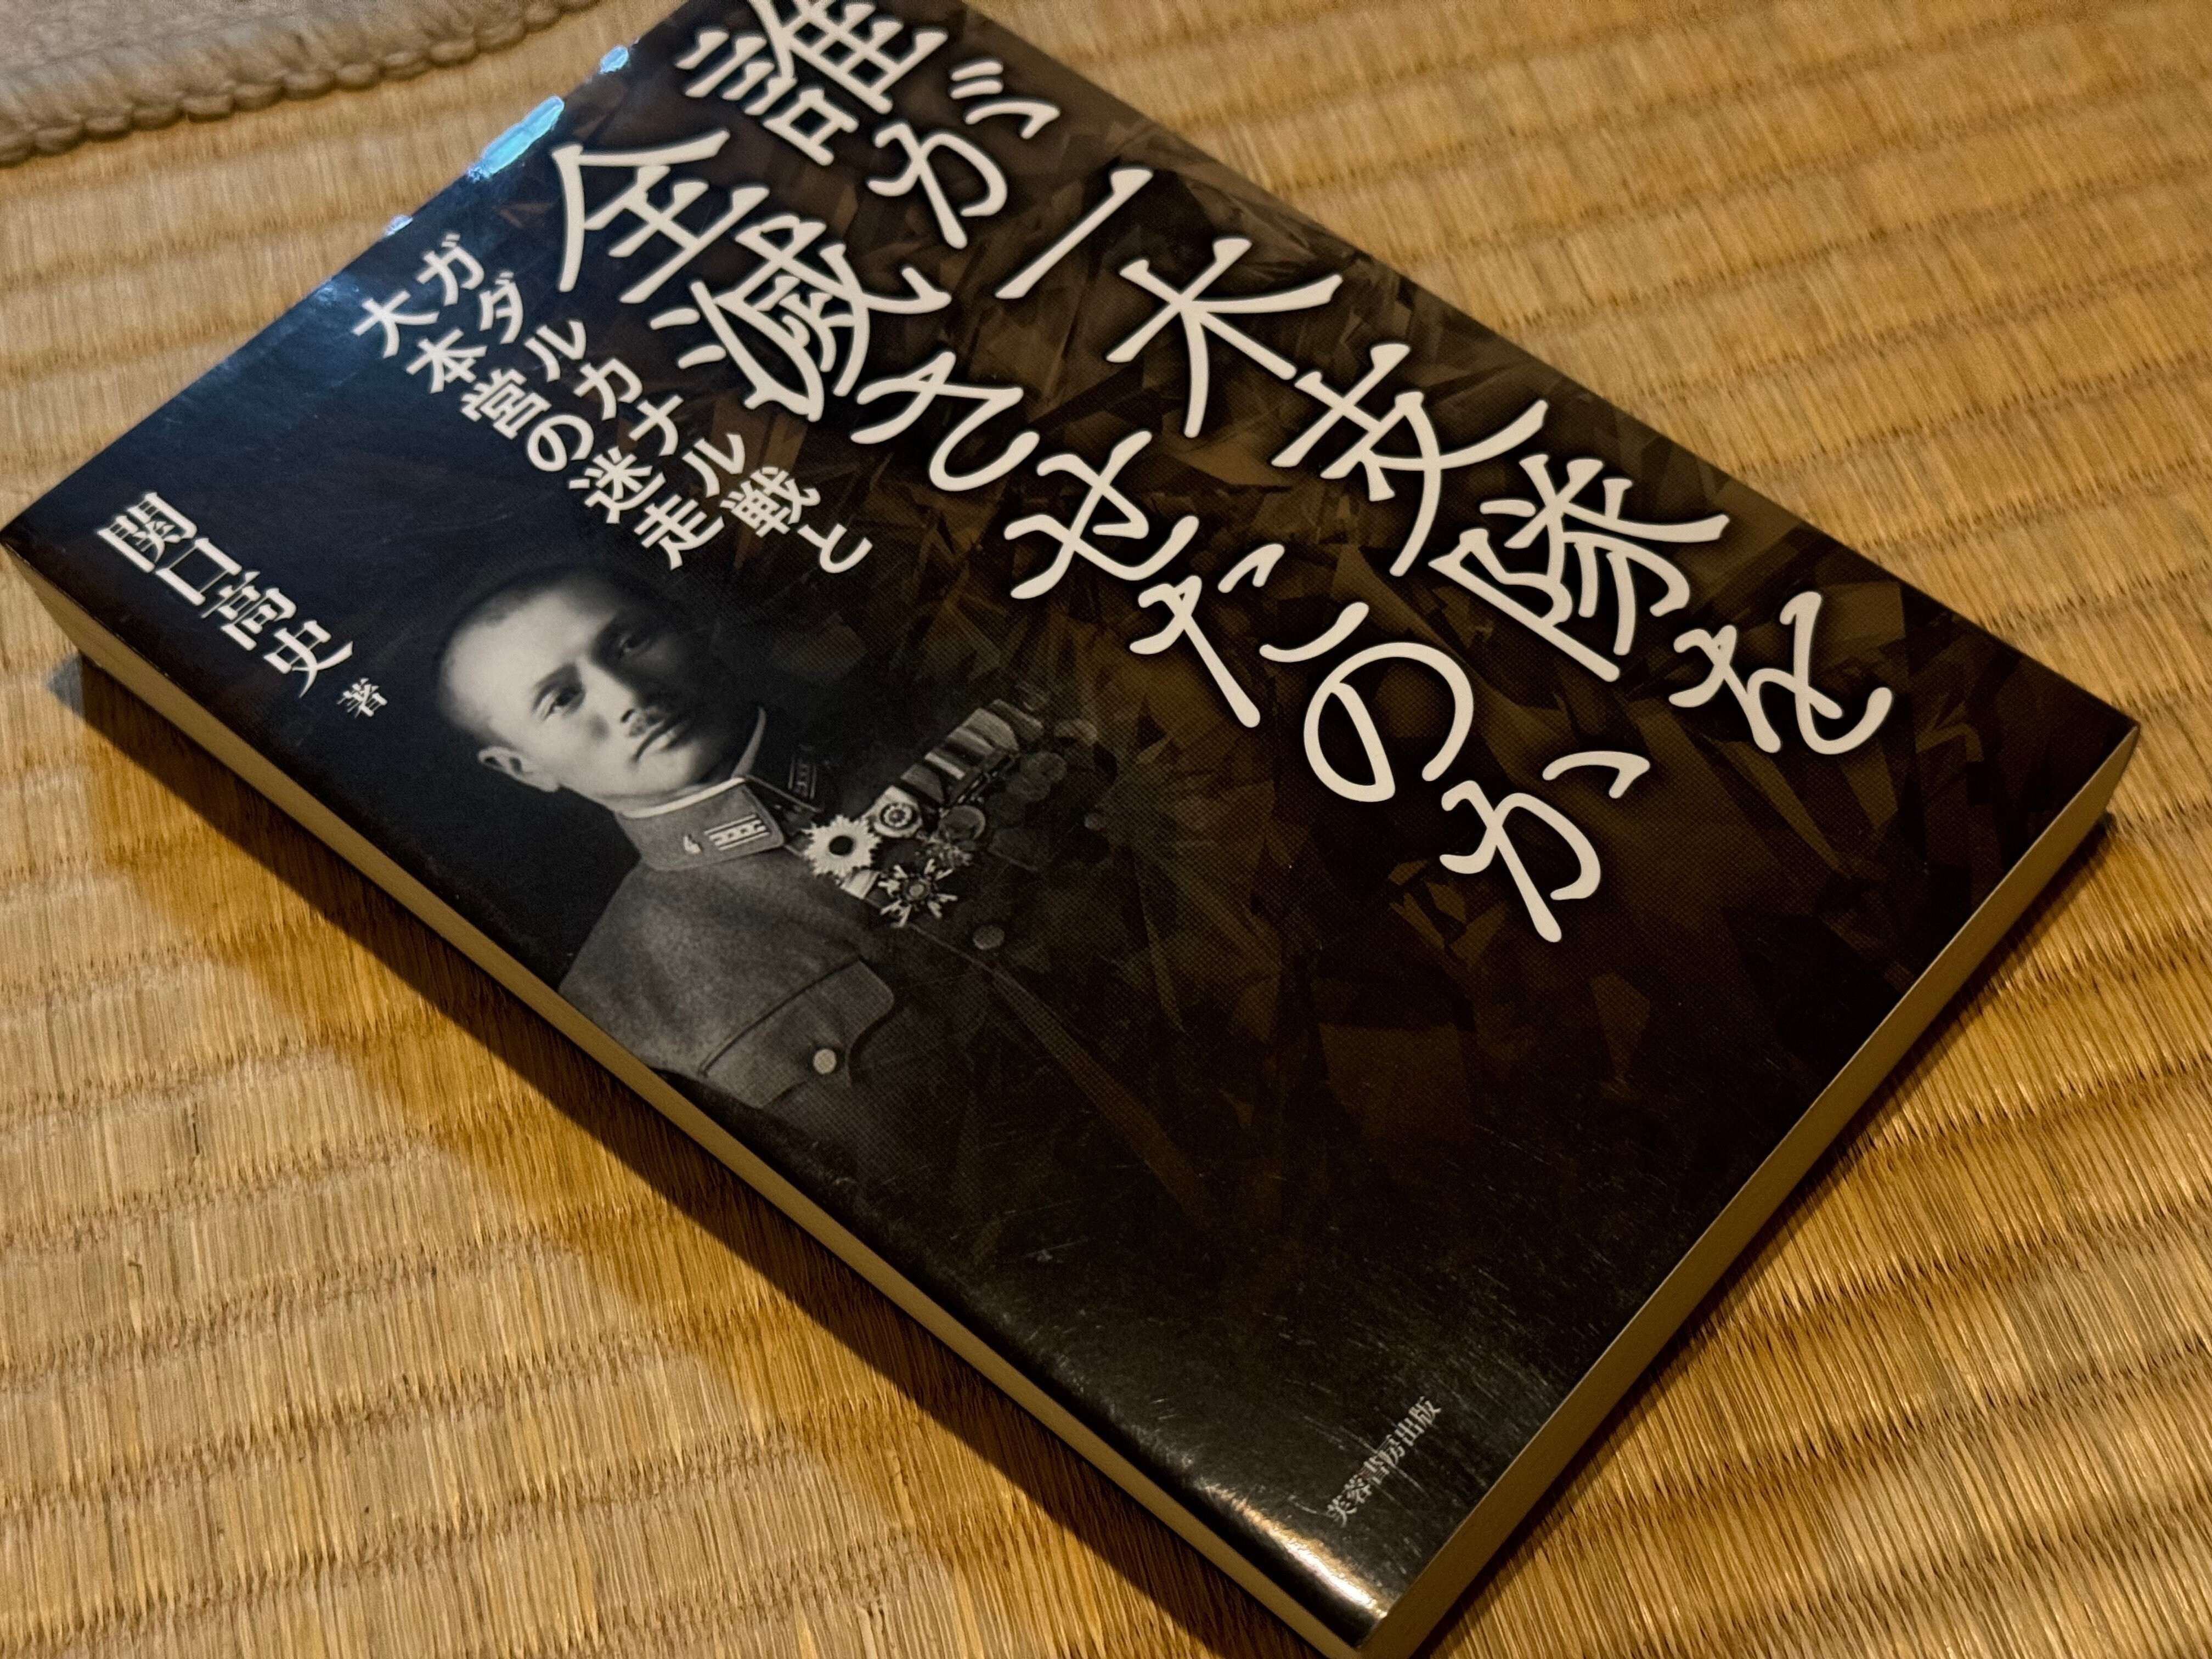 誰が一木支隊を
全滅させたのか
ガダルカナル戦と
大本営の迷走
関口高史 著
芙蓉書房出版